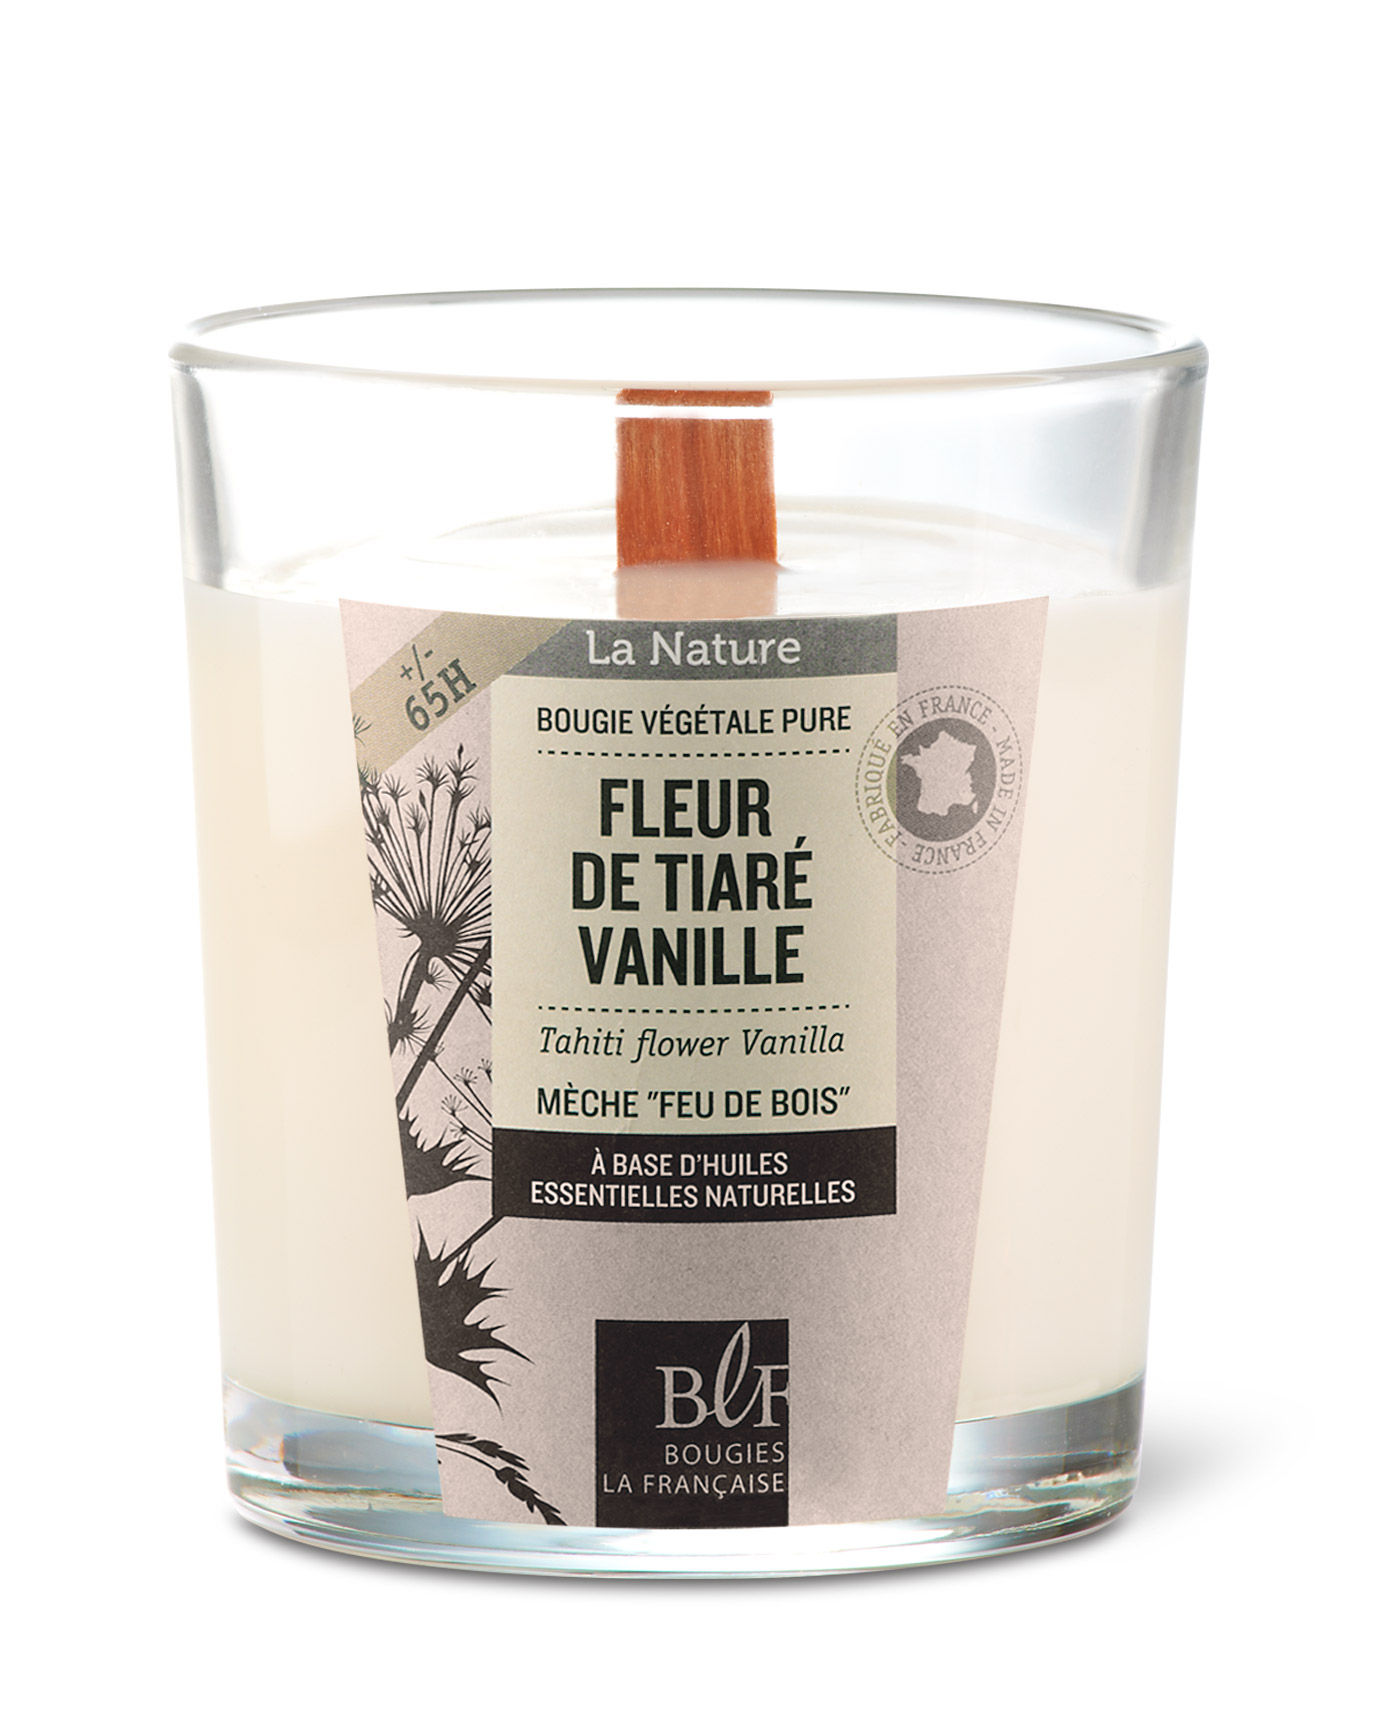 La Nature
+/-
65H
BOUGIE VÉGÉTALE PURE
FABRIQUÉ EN FRANCE - MADE IN FRANCE -
FLEUR
DE TIARÉ
VANILLE
Tahiti flower Vanilla
MÈCHE "FEU DE BOIS"
À BASE D'HUILES
ESSENTIELLES NATURELLES
BlF
BOUGIES
LA FRANÇAISE